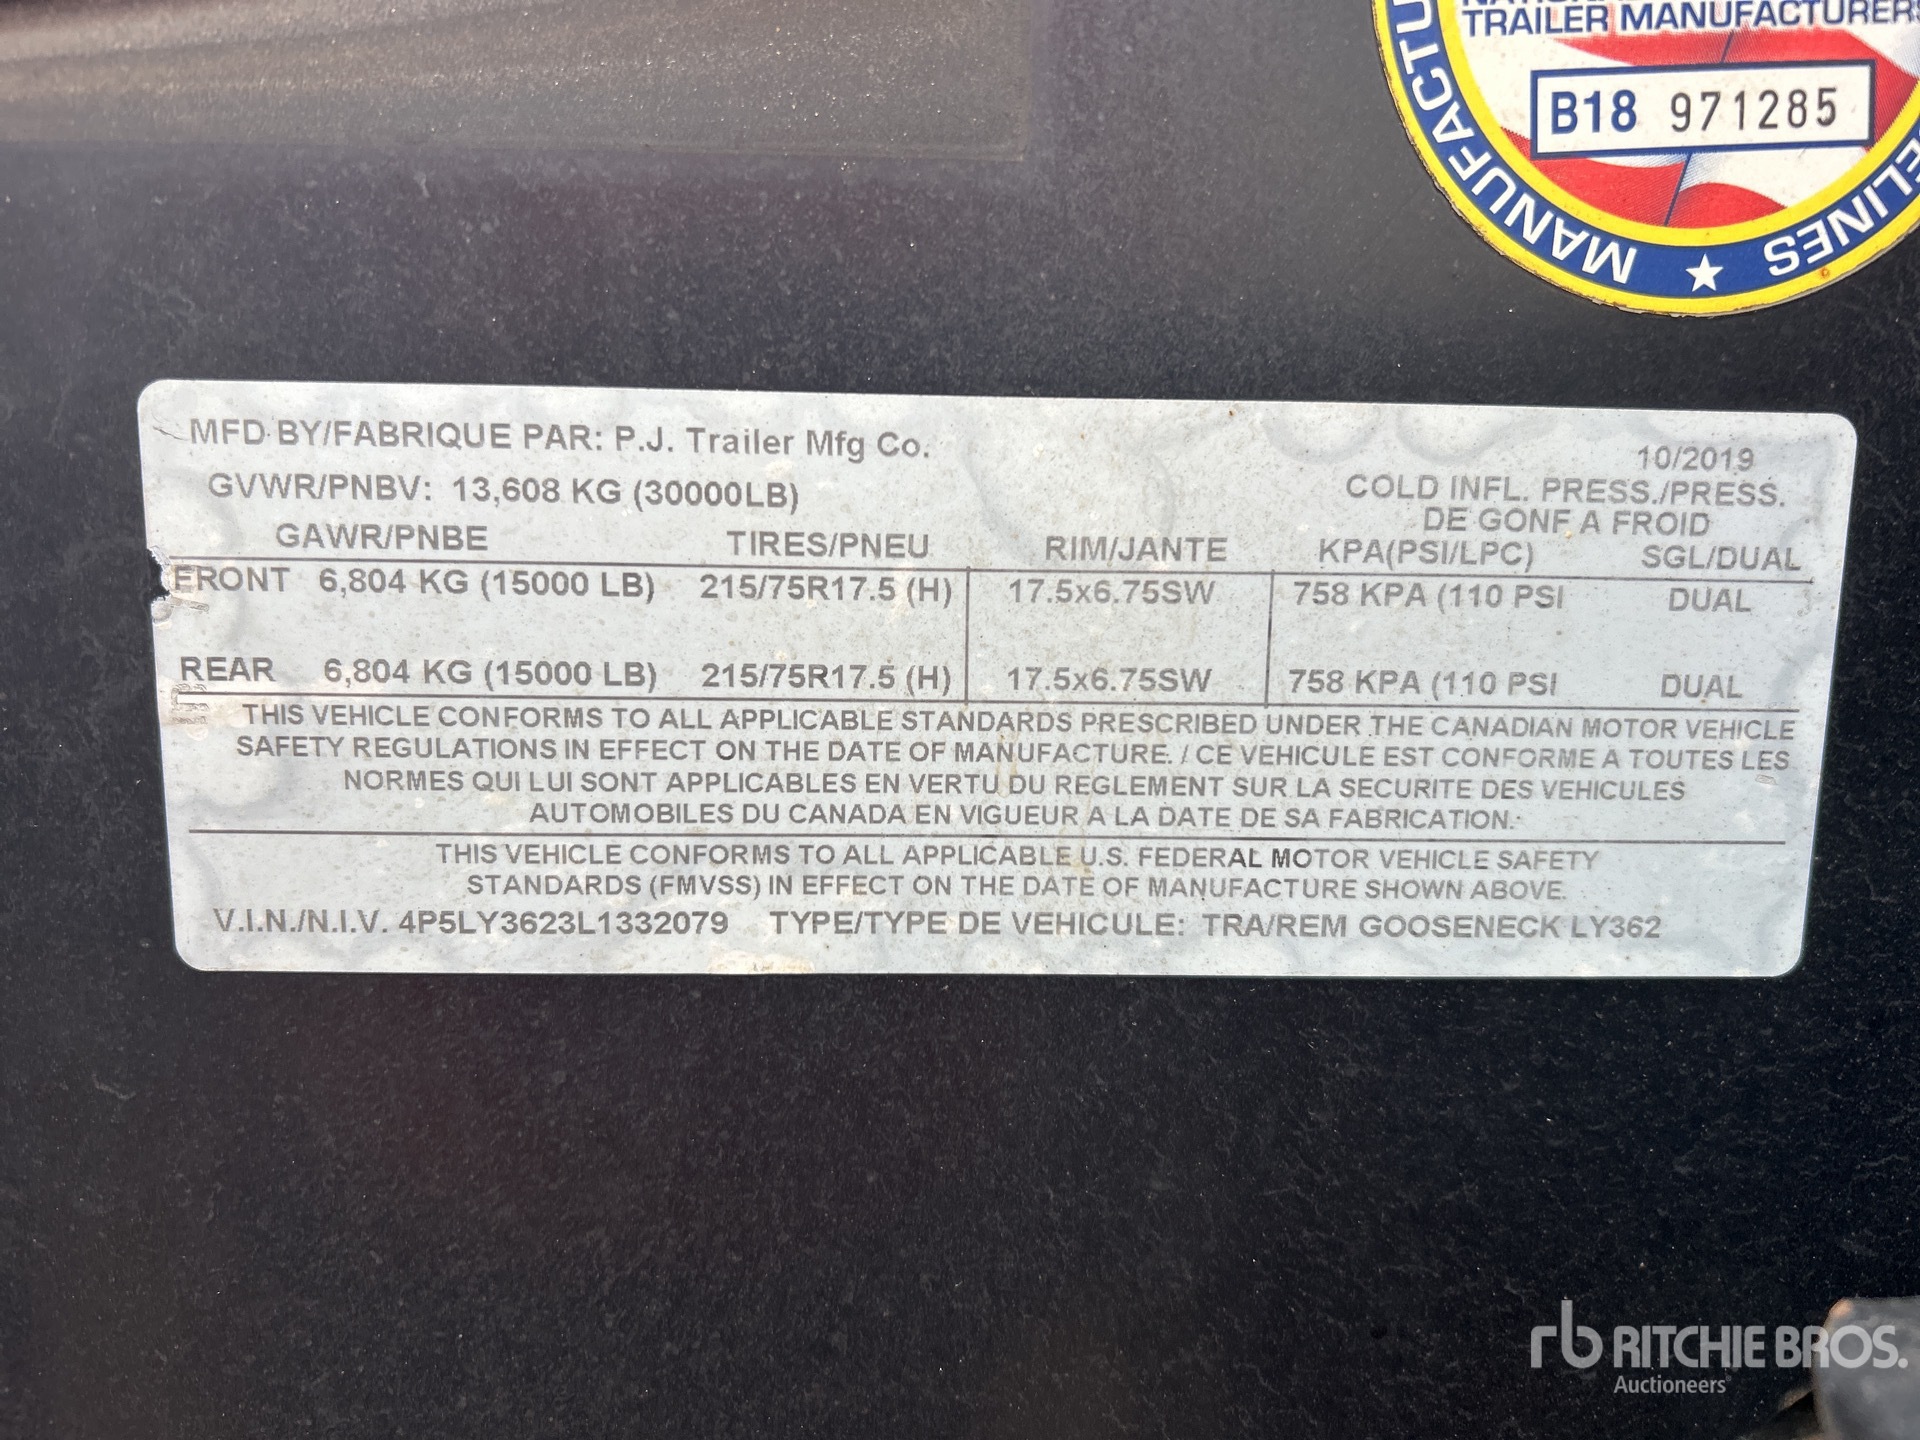 TRAILER MANUFACTURERS
B18 971285
MANUFACTU
ELINES
MFD BY/FABRIQUE PAR: P.J. Trailer Mfg Co.
10/2019
GVWR/PNBV: 13,608 KG (30000LB)
COLD INFL. PRESS./PRESS.
DE GONF A FROID
GAWR/PNBE TIRES/PNEU RIM/JANTE KPA(PSI/LPC) SGL/DUAL
FRONT 6,804 KG (15000 LB) 215/75R17.5 (H) 17.5x6.75SW 758 KPA (110 PSI DUAL
REAR 6,804 KG (15000 LB) 215/75R17.5 (H) 17.5x6.75SW 758 KPA (110 PSI DUAL
THIS VEHICLE CONFORMS TO ALL APPLICABLE STANDARDS PRESCRIBED UNDER THE CANADIAN MOTOR VEHICLE
SAFETY REGULATIONS IN EFFECT ON THE DATE OF MANUFACTURE. / CE VEHICULE EST CONFORME A TOUTES LES
NORMES QUI LUI SONT APPLICABLES EN VERTU DU REGLEMENT SUR LA SECURITE DES VEHICULES
AUTOMOBILES DU CANADA EN VIGUEUR A LA DATE DE SA FABRICATION.
THIS VEHICLE CONFORMS TO ALL APPLICABLE U.S. FEDERAL MOTOR VEHICLE SAFETY
STANDARDS (FMVSS) IN EFFECT ON THE DATE OF MANUFACTURE SHOWN ABOVE.
V.I.N./N.I.V. 4P5LY3623L1332079 TYPE/TYPE DE VEHICULE: TRA/REM GOOSENECK LY362
rb RITCHIE BROS.
Auctioneers